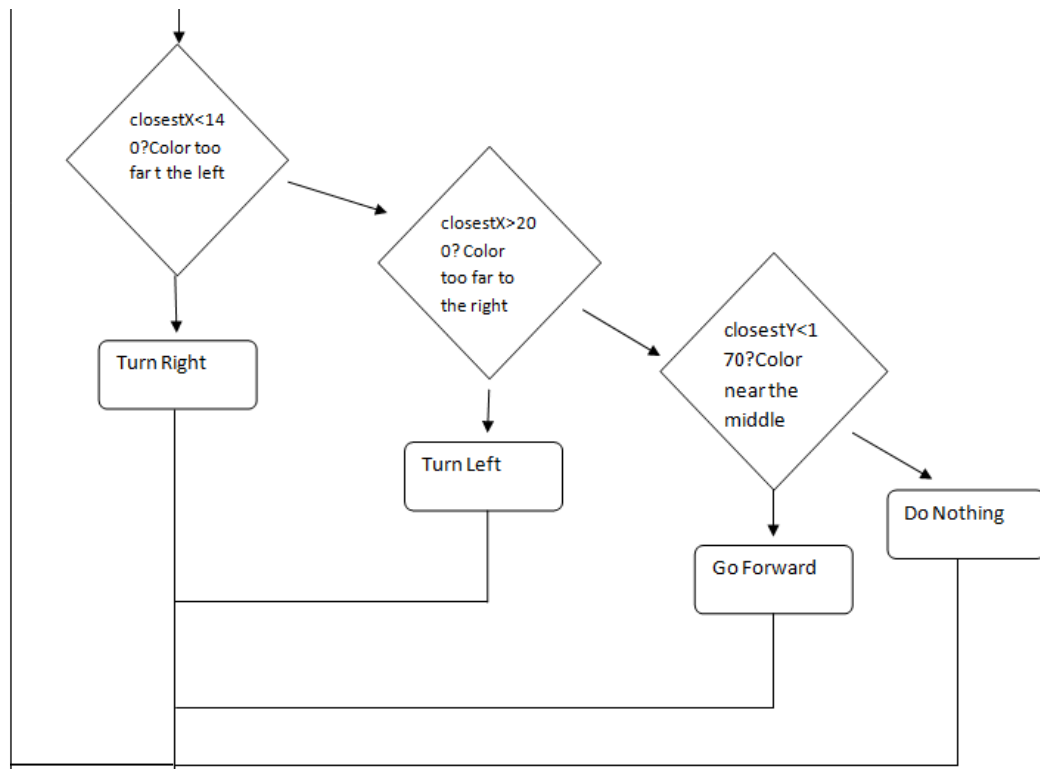 closestX<14
0?Color too
far t the left
closestX>20
0? Color
too far to
the right
closestY<1
70?Color
near the
middle
Turn Right
Turn Left
Do Nothing
Go Forward